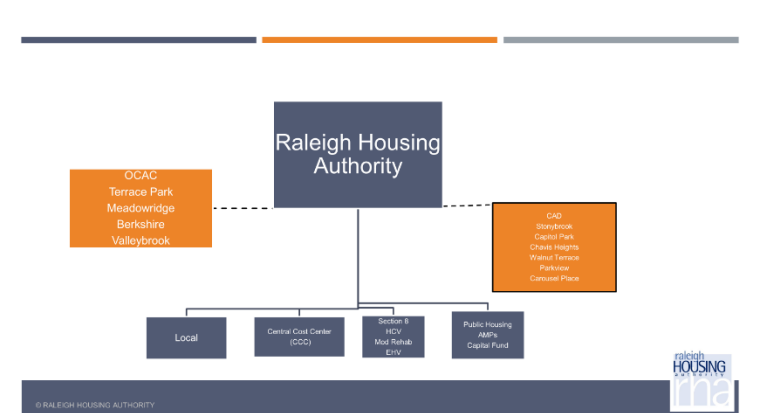 Raleigh Housing
Authority
OCAC
Terrace Park
Meadowridge
Berkshire
Valleybrook
CAD
Stonybrook
Capitol Park
Chavis Heights
Walnut Terrace
Parkview
Carousel Place
Local
Central Cost Center
(CCC)
Section 8
HCV
Mod Rehab
EHV
Public Housing
AMPs
Capital Fund
© RALEIGH HOUSING AUTHORITY
raleigh
HOUSING
AUTHORITY
rha